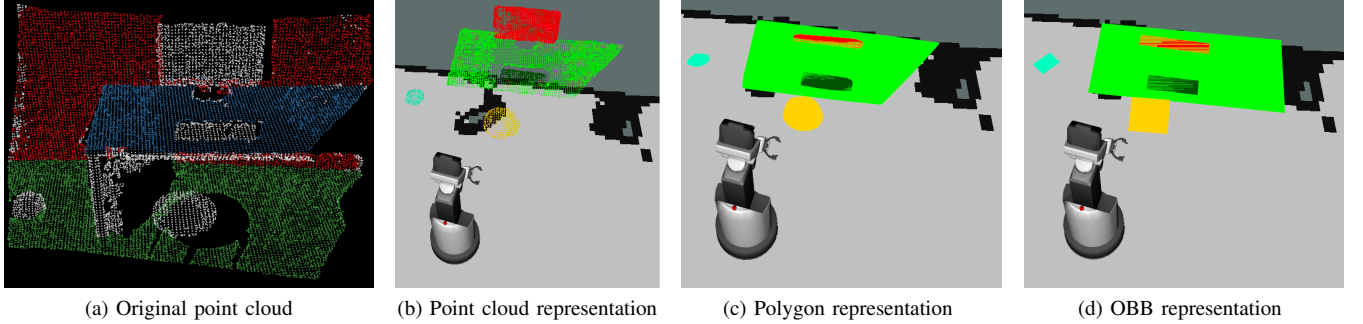 (a) Original point cloud
(b) Point cloud representation
(c) Polygon representation
(d) OBB representation